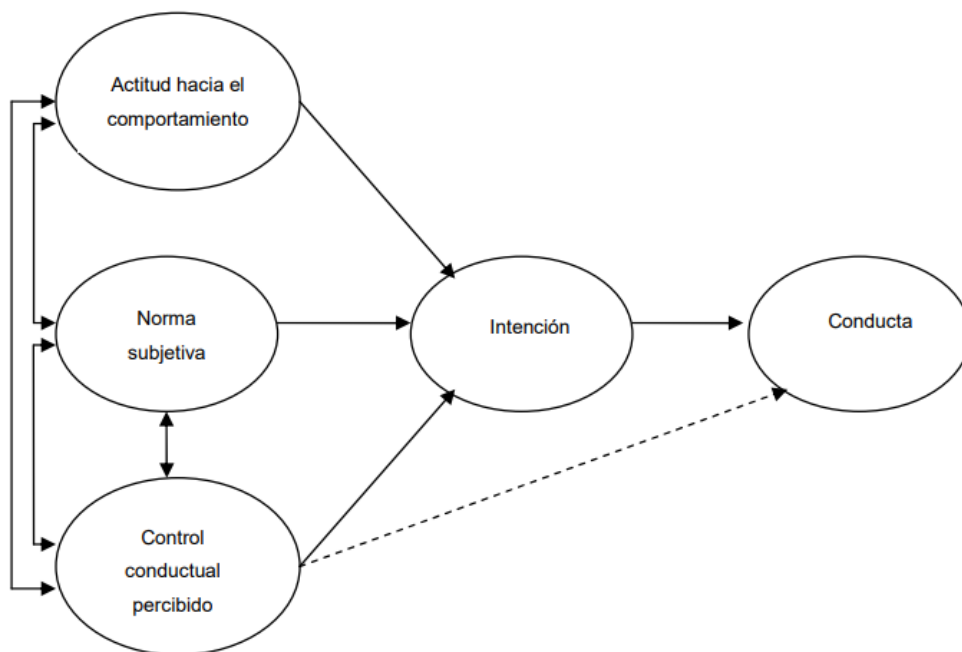 Actitud hacia el
comportamiento
Norma
subjetiva
Intención
Conducta
Control
conductual
percibido